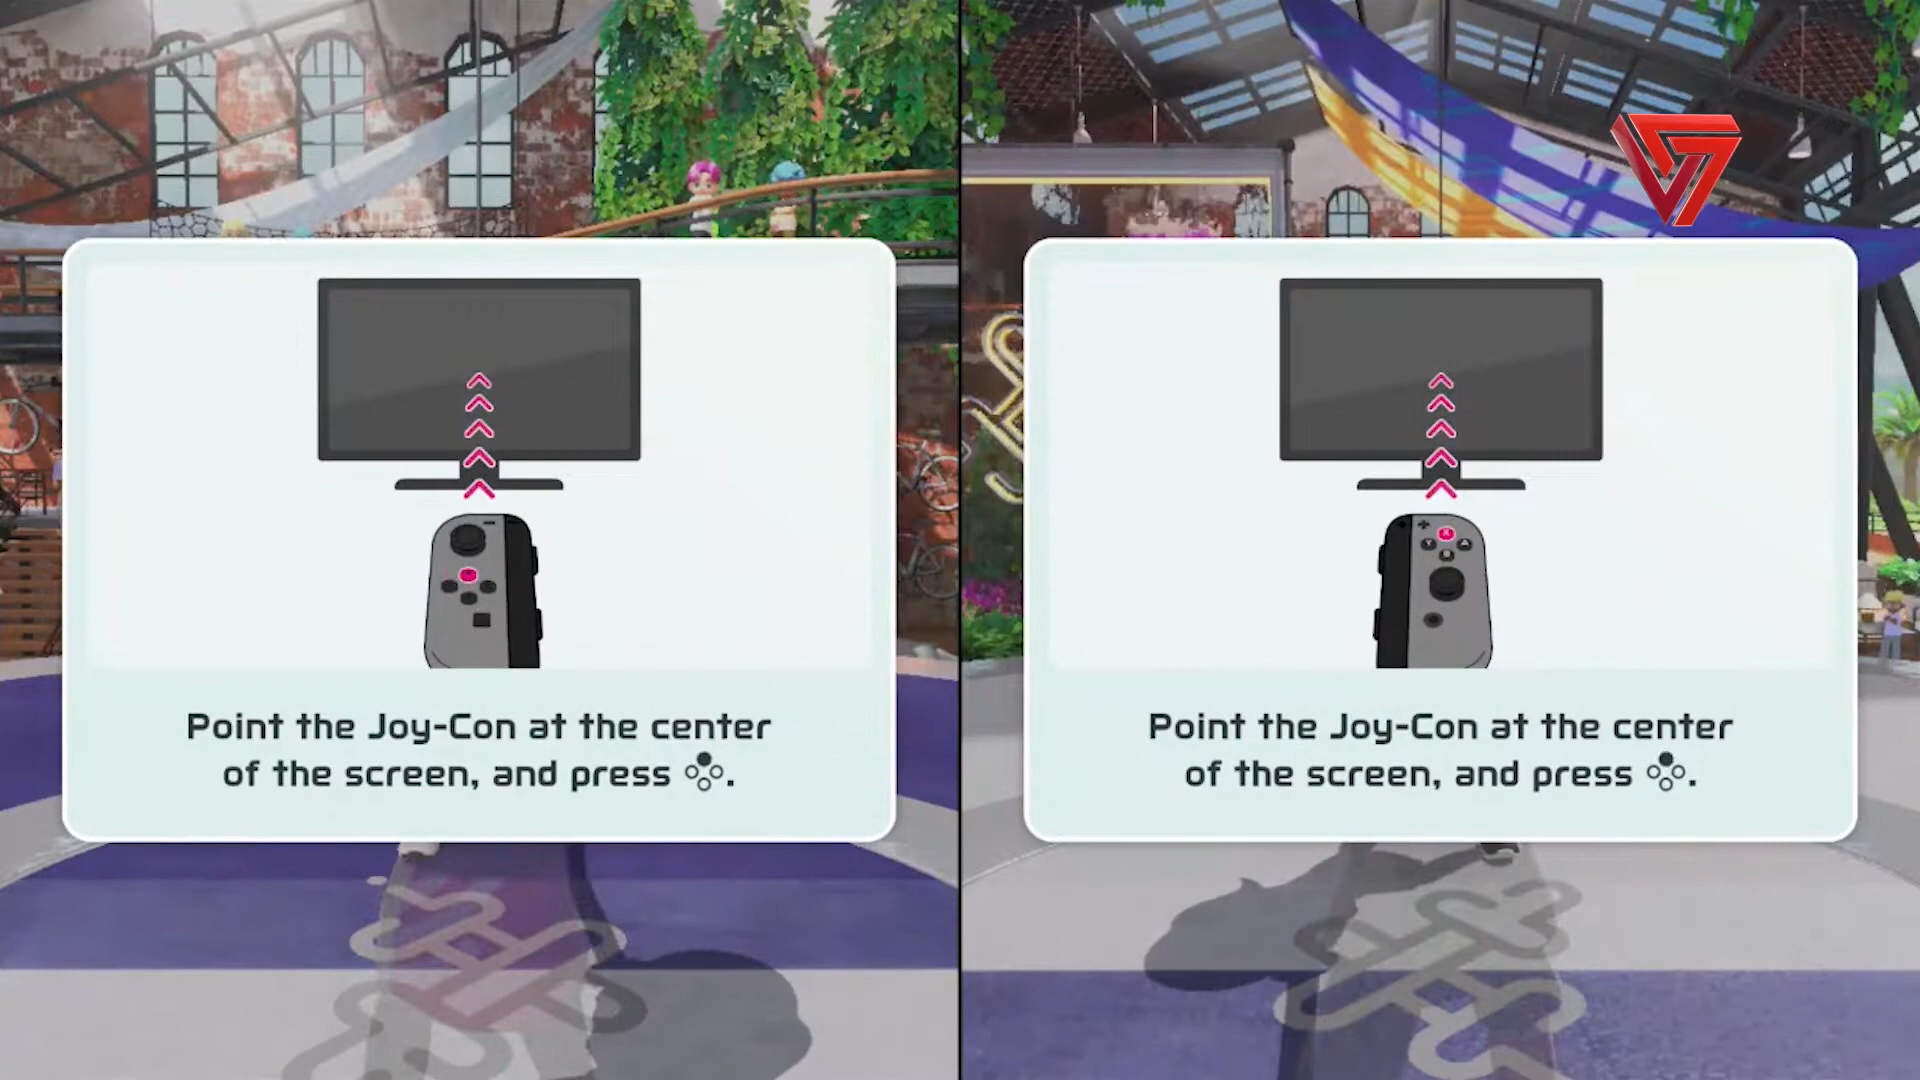 Point the Joy-Con at the center
of the screen, and press
Point the Joy-Con at the center
of the screen, and press